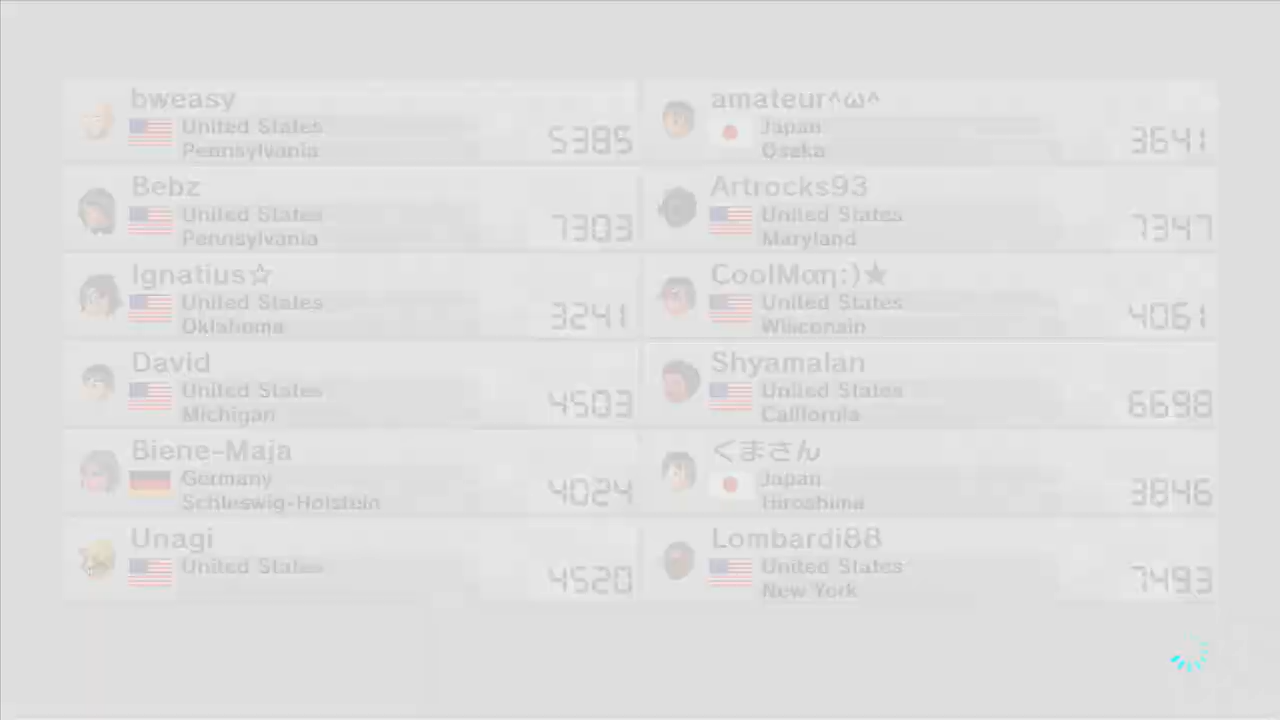 bweasy
United States
Pennsylvania
5385
amateur^ω^
Japan
Osaka
3641
Bebz
United States
Pennsylvania
7303
Artrocks93
United States
Maryland
7347
Ignatius☆
United States
Oklahoma
3241
CoolMαη:)★
United States
Wisconsin
4061
David
United States
Michigan
4503
Shyamalan
United States
California
6698
Biene-Maja
Germany
Schleswig-Holstein
4024
くまさん
Japan
Hiroshima
3846
Unagi
United States
4520
Lombardi88
United States
New York
7493